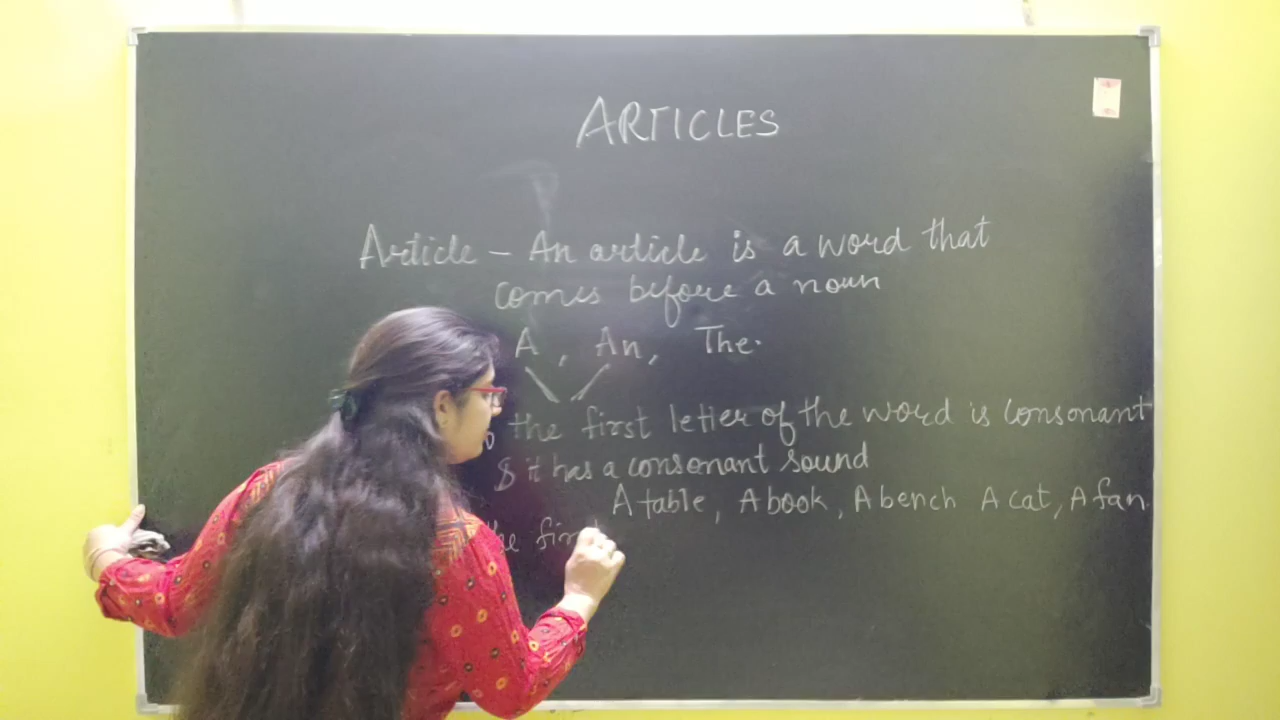 ARTICLES
Article – An article is a word that
comes before a noun
A , An, The.
the first letter of the word is consonant
& it has a consonant sound
A table, A book, A bench A cat, A fan.